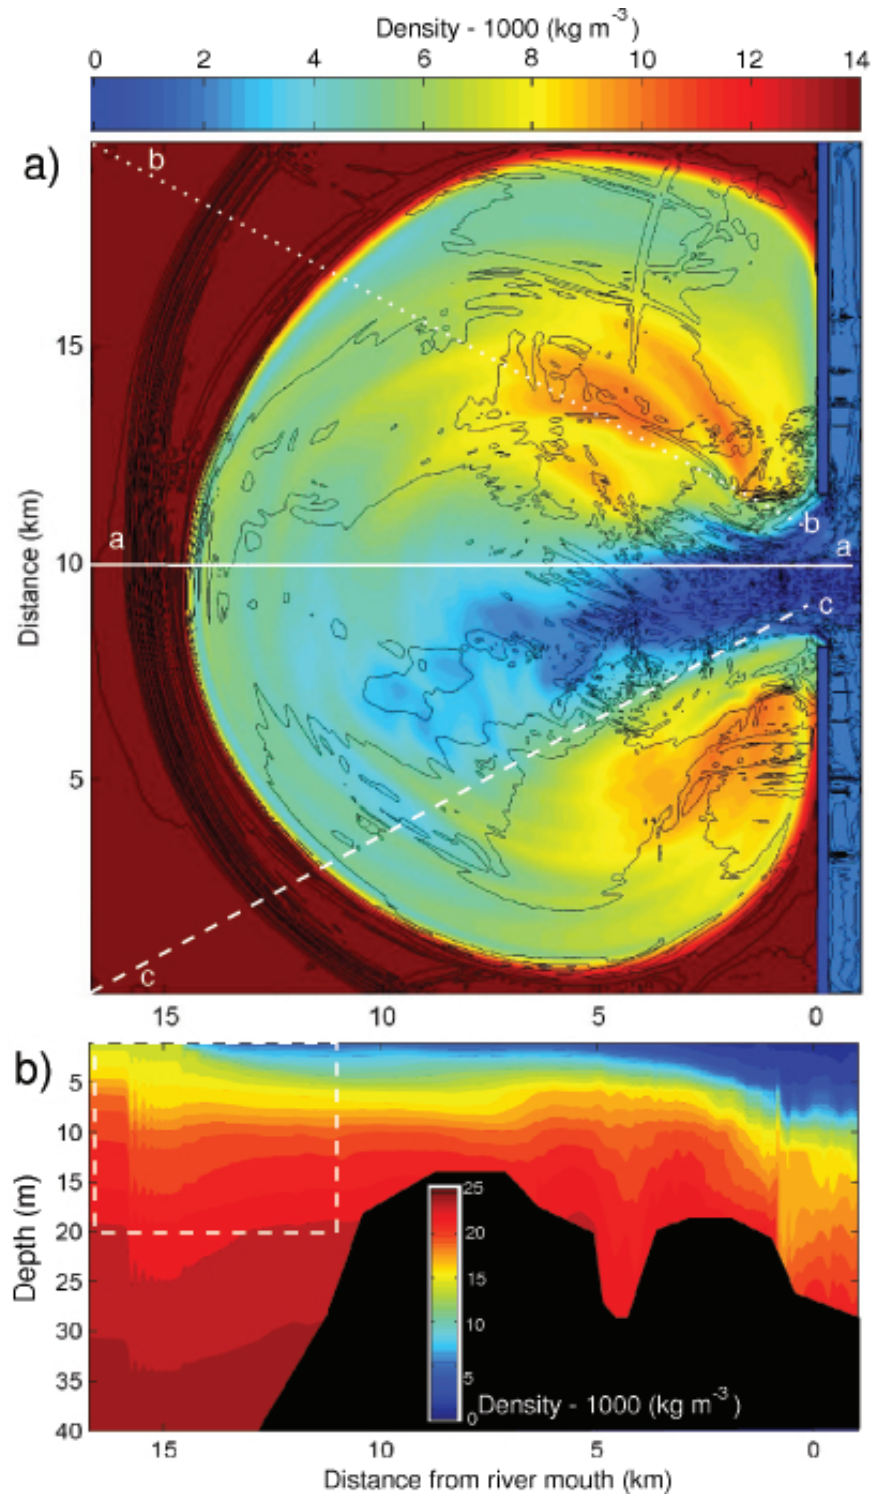 Density - 1000 (kg m⁻³)
0 2 4 6 8 10 12 14
a)
b
15
Distance (km)
b
a a
10
c
5
c
15 10 5 0
b)
5
10
15
25
20
20
Depth (m)
15
25
10
30
5
35
Density - 1000 (kg m⁻³)
0
40
15 10 5 0
Distance from river mouth (km)